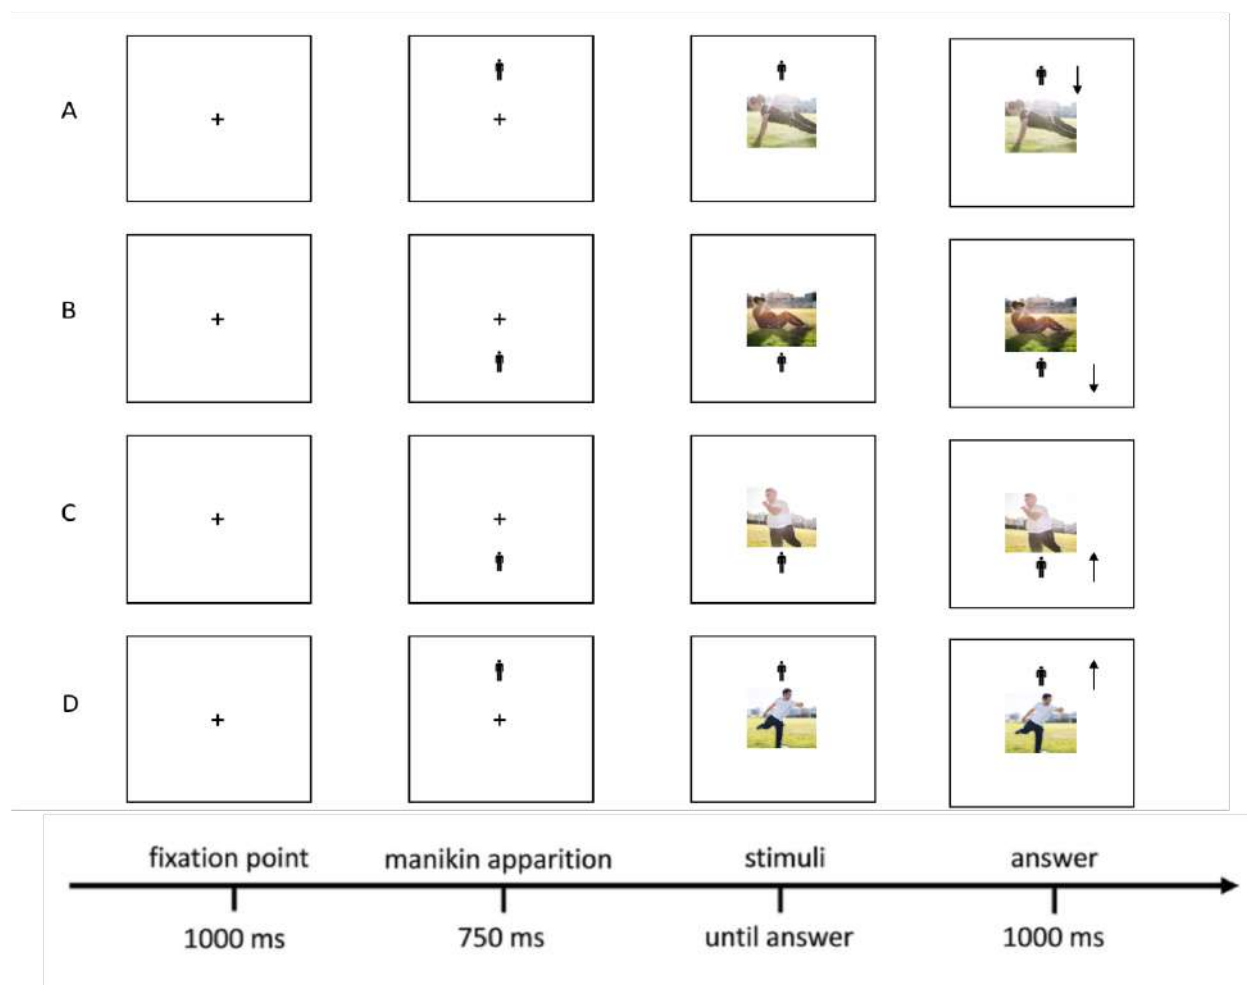 A
B
C
D
fixation point
manikin apparition
stimuli
answer
1000 ms
750 ms
until answer
1000 ms